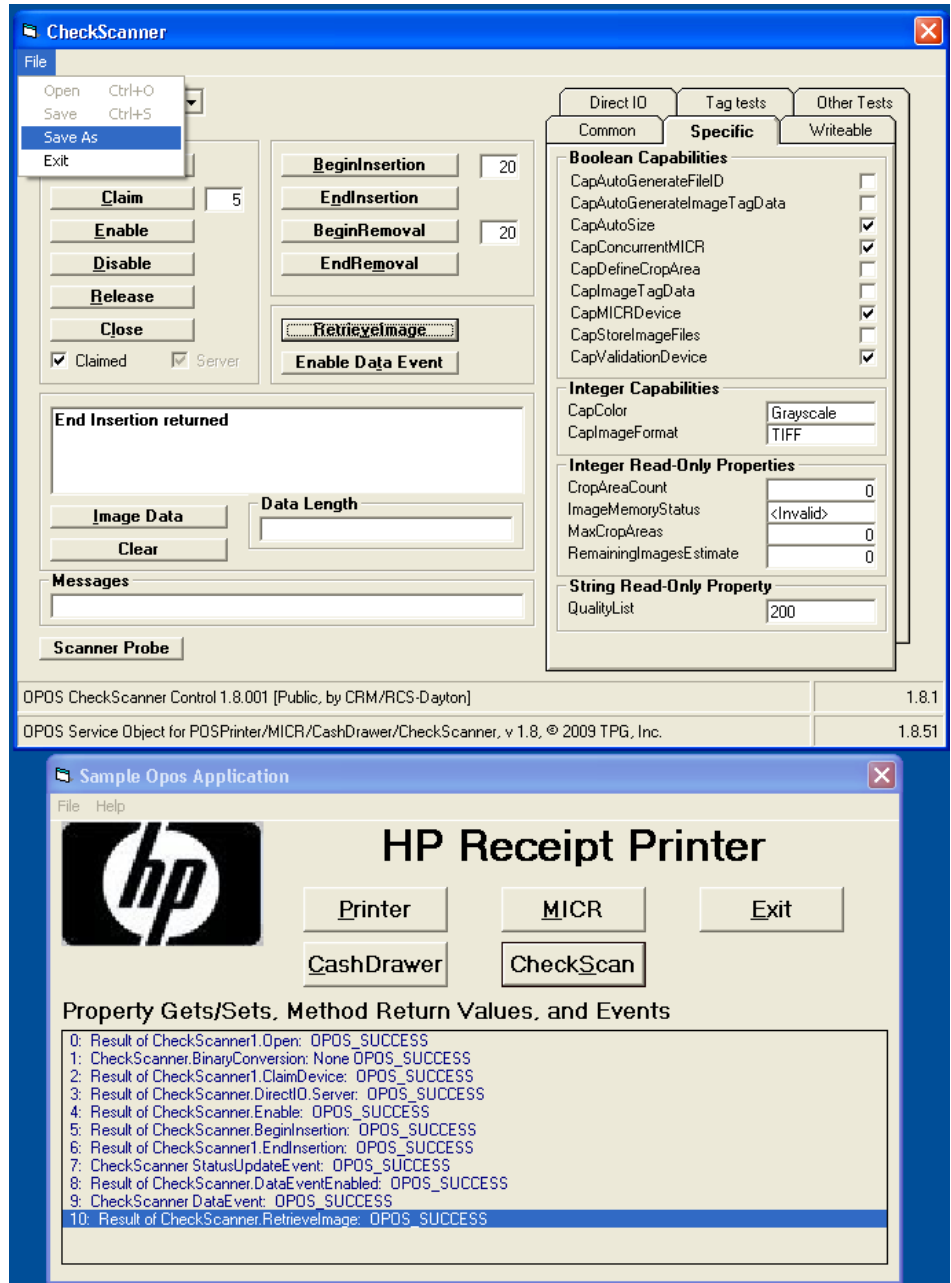 CheckScanner
File
Open Ctrl+O
Save Ctrl+S
Save As
Exit
Claim 5
Enable
Disable
Release
Close
Claimed Server
BeginInsertion 20
EndInsertion
BeginRemoval 20
EndRemoval
RetrieveImage
Enable Data Event
End Insertion returned
Image Data
Clear
Data Length
Messages
Scanner Probe
Direct IO Tag tests Other Tests
Common Specific Writeable
Boolean Capabilities
CapAutoGenerateFileID
CapAutoGenerateImageTagData
CapAutoSize
CapConcurrentMICR
CapDefineCropArea
CapImageTagData
CapMICRDevice
CapStoreImageFiles
CapValidationDevice
Integer Capabilities
CapColor Grayscale
CapImageFormat TIFF
Integer Read-Only Properties
CropAreaCount 0
ImageMemoryStatus <Invalid>
MaxCropAreas 0
RemainingImagesEstimate 0
String Read-Only Property
QualityList 200
OPOS CheckScanner Control 1.8.001 [Public, by CRM/RCS-Dayton] 1.8.1
OPOS Service Object for POSPrinter/MICR/CashDrawer/CheckScanner, v 1.8, © 2009 TPG, Inc. 1.8.51
Sample Opos Application
File Help
hp
HP Receipt Printer
Printer MICR Exit
CashDrawer CheckScan
Property Gets/Sets, Method Return Values, and Events
0: Result of CheckScanner1.Open: OPOS_SUCCESS
1: CheckScanner.BinaryConversion: None OPOS_SUCCESS
2: Result of CheckScanner1.ClaimDevice: OPOS_SUCCESS
3: Result of CheckScanner.DirectIO.Server: OPOS_SUCCESS
4: Result of CheckScanner.Enable: OPOS_SUCCESS
5: Result of CheckScanner.BeginInsertion: OPOS_SUCCESS
6: Result of CheckScanner1.EndInsertion: OPOS_SUCCESS
7: CheckScanner StatusUpdateEvent: OPOS_SUCCESS
8: Result of CheckScanner.DataEventEnabled: OPOS_SUCCESS
9: CheckScanner DataEvent: OPOS_SUCCESS
10: Result of CheckScanner.RetrieveImage: OPOS_SUCCESS